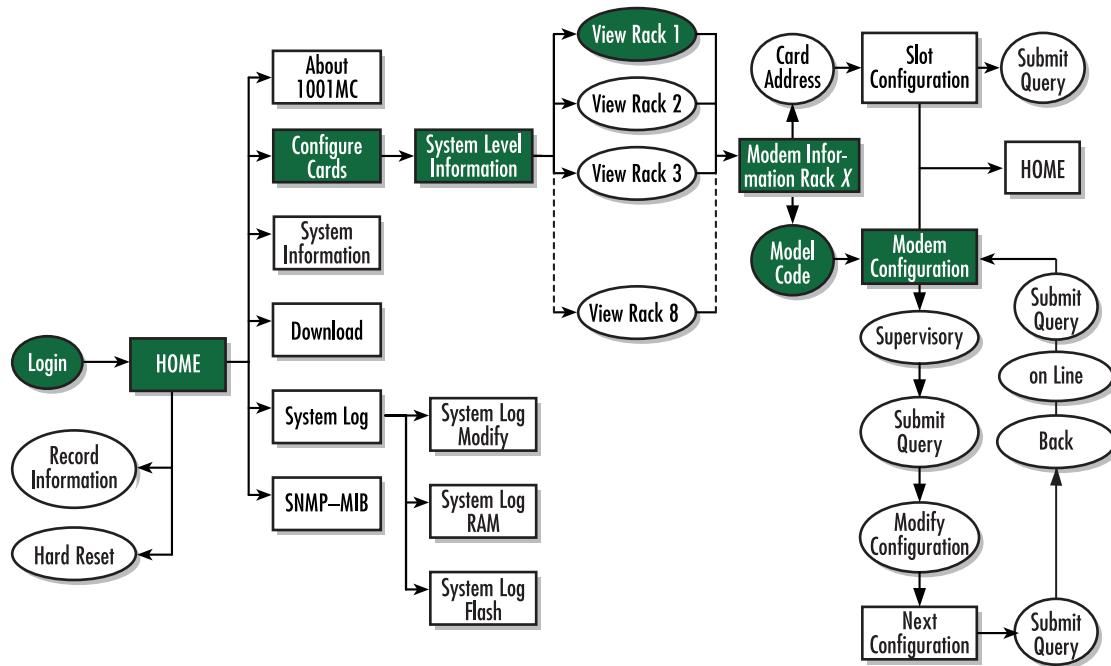 About
1001MC
Configure
Cards
System
Information
Download
System Log
SNMP–MIB
Login
HOME
Record
Information
Hard Reset
System Level
Information
System Log
Modify
System Log
RAM
System Log
Flash
View Rack 1
View Rack 2
View Rack 3
View Rack 8
Modem Infor-
mation Rack X
Card
Address
Model
Code
Slot
Configuration
Submit
Query
HOME
Modem
Configuration
Supervisory
Submit
Query
Modify
Configuration
Next
Configuration
Submit
Query
Back
on Line
Submit
Query